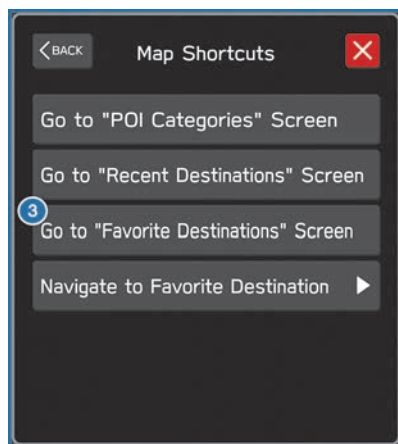 BACK
Map Shortcuts
Go to "POI Categories" Screen
Go to "Recent Destinations" Screen
3
Go to "Favorite Destinations" Screen
Navigate to Favorite Destination